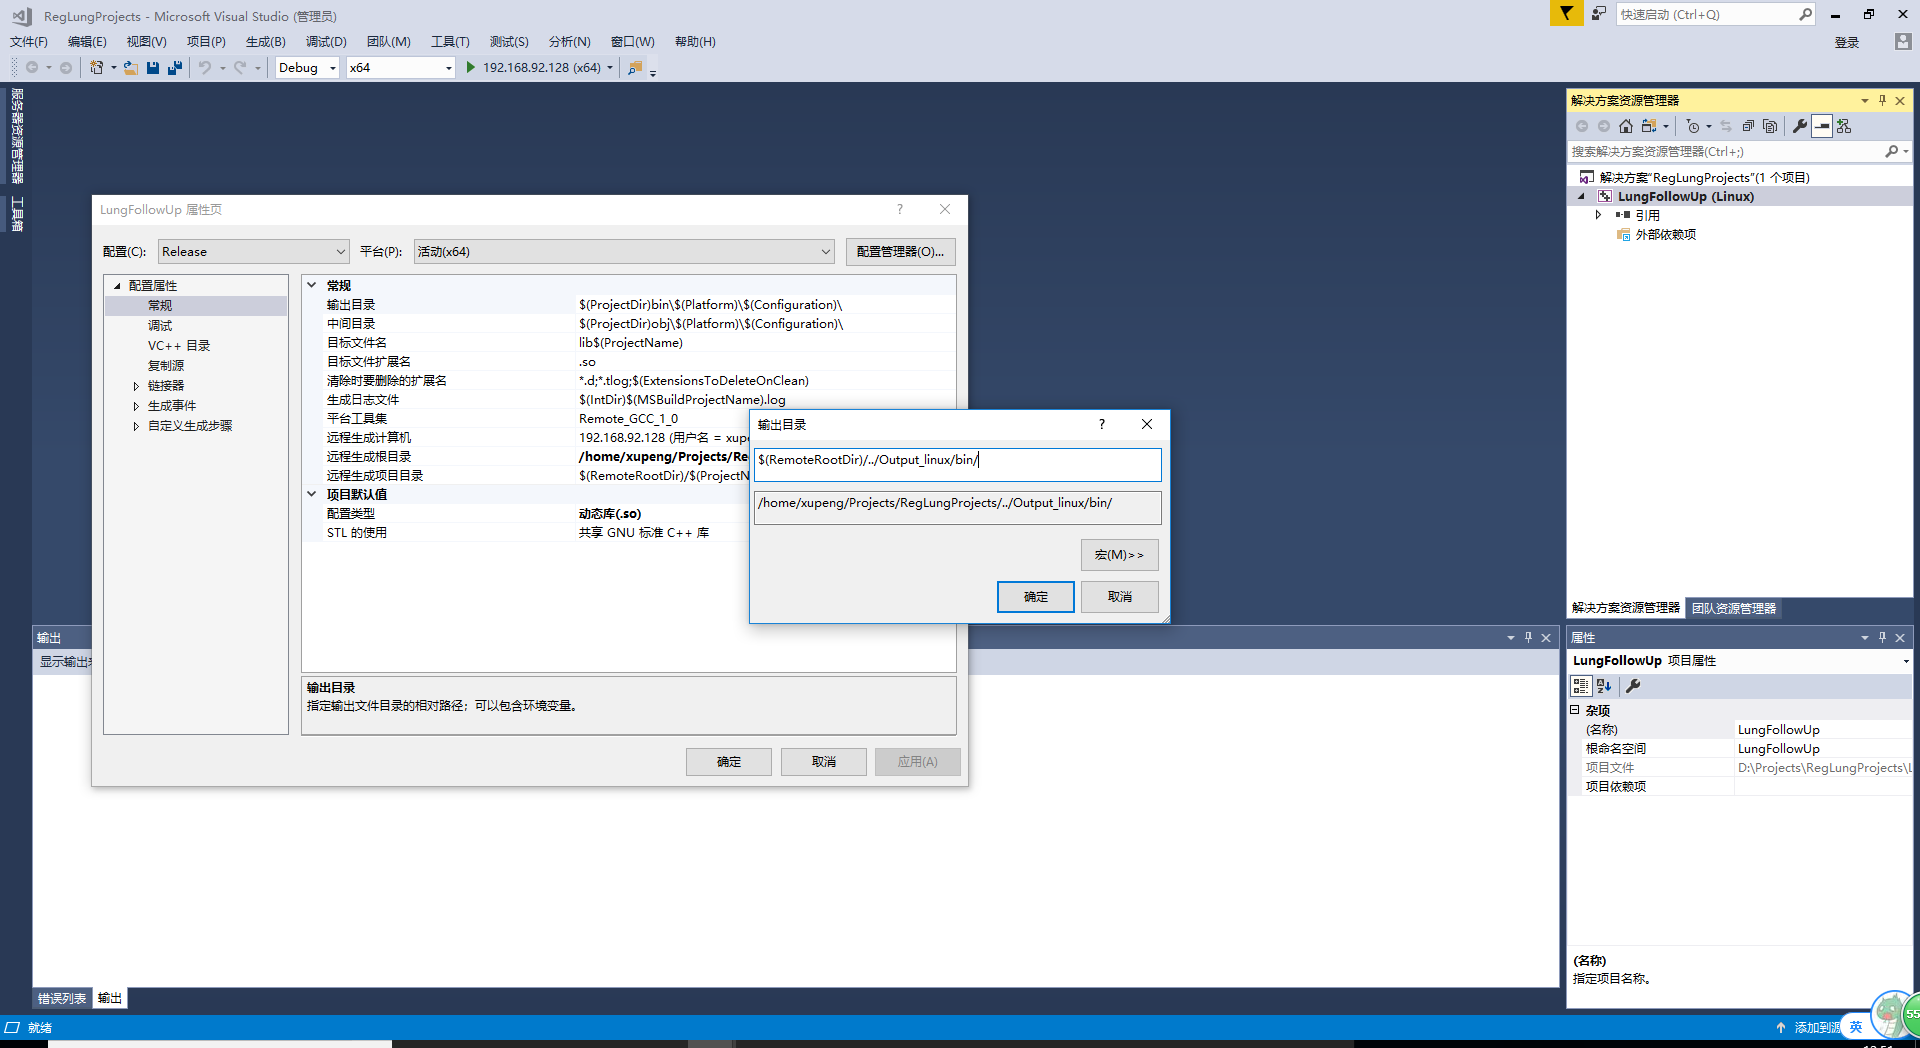 RegLungProjects - Microsoft Visual Studio (管理员)
快速启动 (Ctrl+Q)
文件(F) 编辑(E) 视图(V) 项目(P) 生成(B) 调试(D) 团队(M) 工具(T) 测试(S) 分析(N) 窗口(W) 帮助(H)
登录
Debug x64 192.168.92.128 (x64)
服务器资源管理器
工具箱
LungFollowUp 属性页
?
配置(C): Release 平台(P): 活动(x64) 配置管理器(O)...
配置属性
常规
调试
VC++ 目录
复制源
链接器
生成事件
自定义生成步骤
常规
输出目录 $(ProjectDir)bin\$(Platform)\$(Configuration)\
中间目录 $(ProjectDir)obj\$(Platform)\$(Configuration)\
目标文件名 lib$(ProjectName)
目标文件扩展名 .so
清除时要删除的扩展名 *.d;*.tlog;$(ExtensionsToDeleteOnClean)
生成日志文件 $(IntDir)$(MSBuildProjectName).log
平台工具集 Remote_GCC_1_0
远程生成计算机 192.168.92.128 (用户名 = xupe
远程生成根目录 /home/xupeng/Projects/Re
远程生成项目目录 $(RemoteRootDir)/$(ProjectN
项目默认值
配置类型 动态库(.so)
STL 的使用 共享 GNU 标准 C++ 库
输出目录
指定输出文件目录的相对路径；可以包含环境变量。
确定 取消 应用(A)
输出目录
?
$(RemoteRootDir)/../Output_linux/bin/
/home/xupeng/Projects/RegLungProjects/../Output_linux/bin/
宏(M)>>
确定 取消
输出
显示输出
错误列表 输出
解决方案资源管理器
搜索解决方案资源管理器(Ctrl+;)
解决方案"RegLungProjects"(1 个项目)
LungFollowUp (Linux)
引用
外部依赖项
解决方案资源管理器 团队资源管理器
属性
LungFollowUp 项目属性
杂项
(名称) LungFollowUp
根命名空间 LungFollowUp
项目文件 D:\Projects\RegLungProjects\L
项目依赖项
(名称)
指定项目名称。
就绪
添加到源
英
55